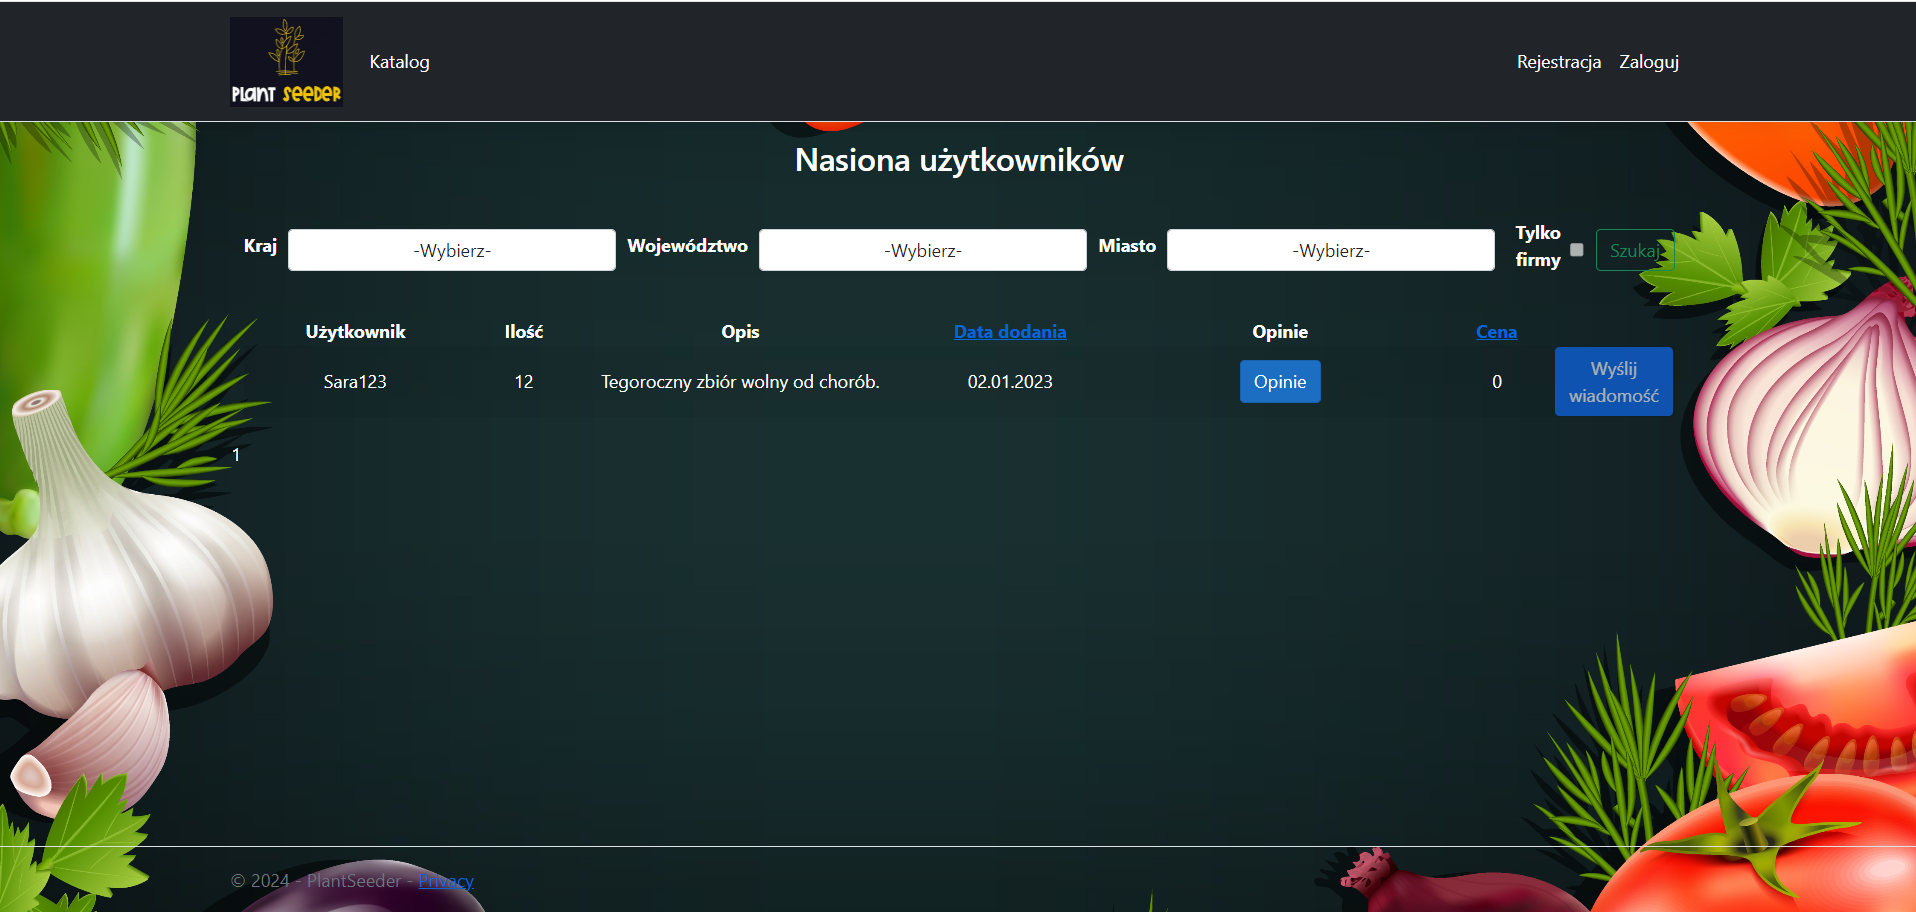 PLANT SEEDER
Katalog
Rejestracja Zaloguj
Nasiona użytkowników
Kraj -Wybierz- Województwo -Wybierz- Miasto -Wybierz- Tylko firmy Szukaj
Użytkownik Ilość Opis Data dodania Opinie Cena
Sara123 12 Tegoroczny zbiór wolny od chorób. 02.01.2023 Opinie 0 Wyślij wiadomość
1
© 2024 - PlantSeeder - Privacy